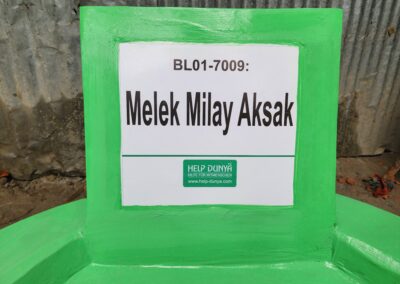 BL01-7009:
Melek Milay Aksak
HELP DUNYA
www.help-dunya.com